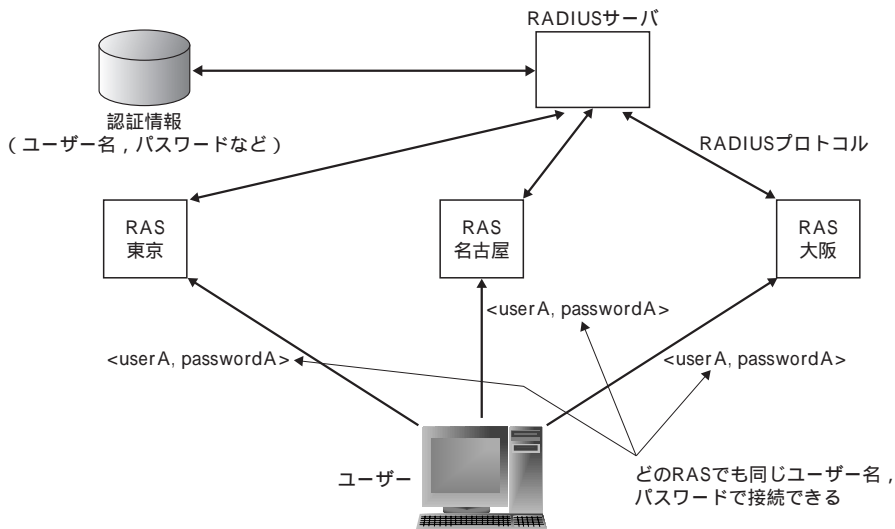 RADIUSサーバ
認証情報
(ユーザー名,パスワードなど)
RADIUSプロトコル
RAS
東京
RAS
名古屋
RAS
大阪
<userA, passwordA>
<userA, passwordA>
<userA, passwordA>
ユーザー
どのRASでも同じユーザー名,
パスワードで接続できる